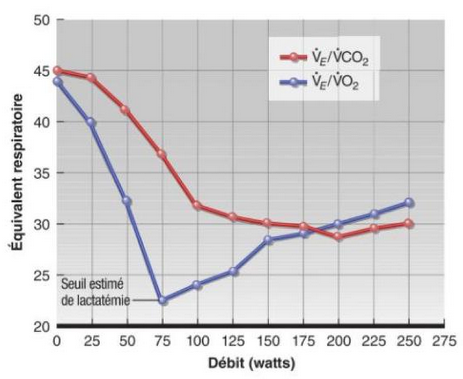 50
45
40
35
30
25
20
Équivalent respiratoire
V̇E/V̇CO₂
V̇E/V̇O₂
Seuil estimé
de lactatémie
0 25 50 75 100 125 150 175 200 225 250 275
Débit (watts)